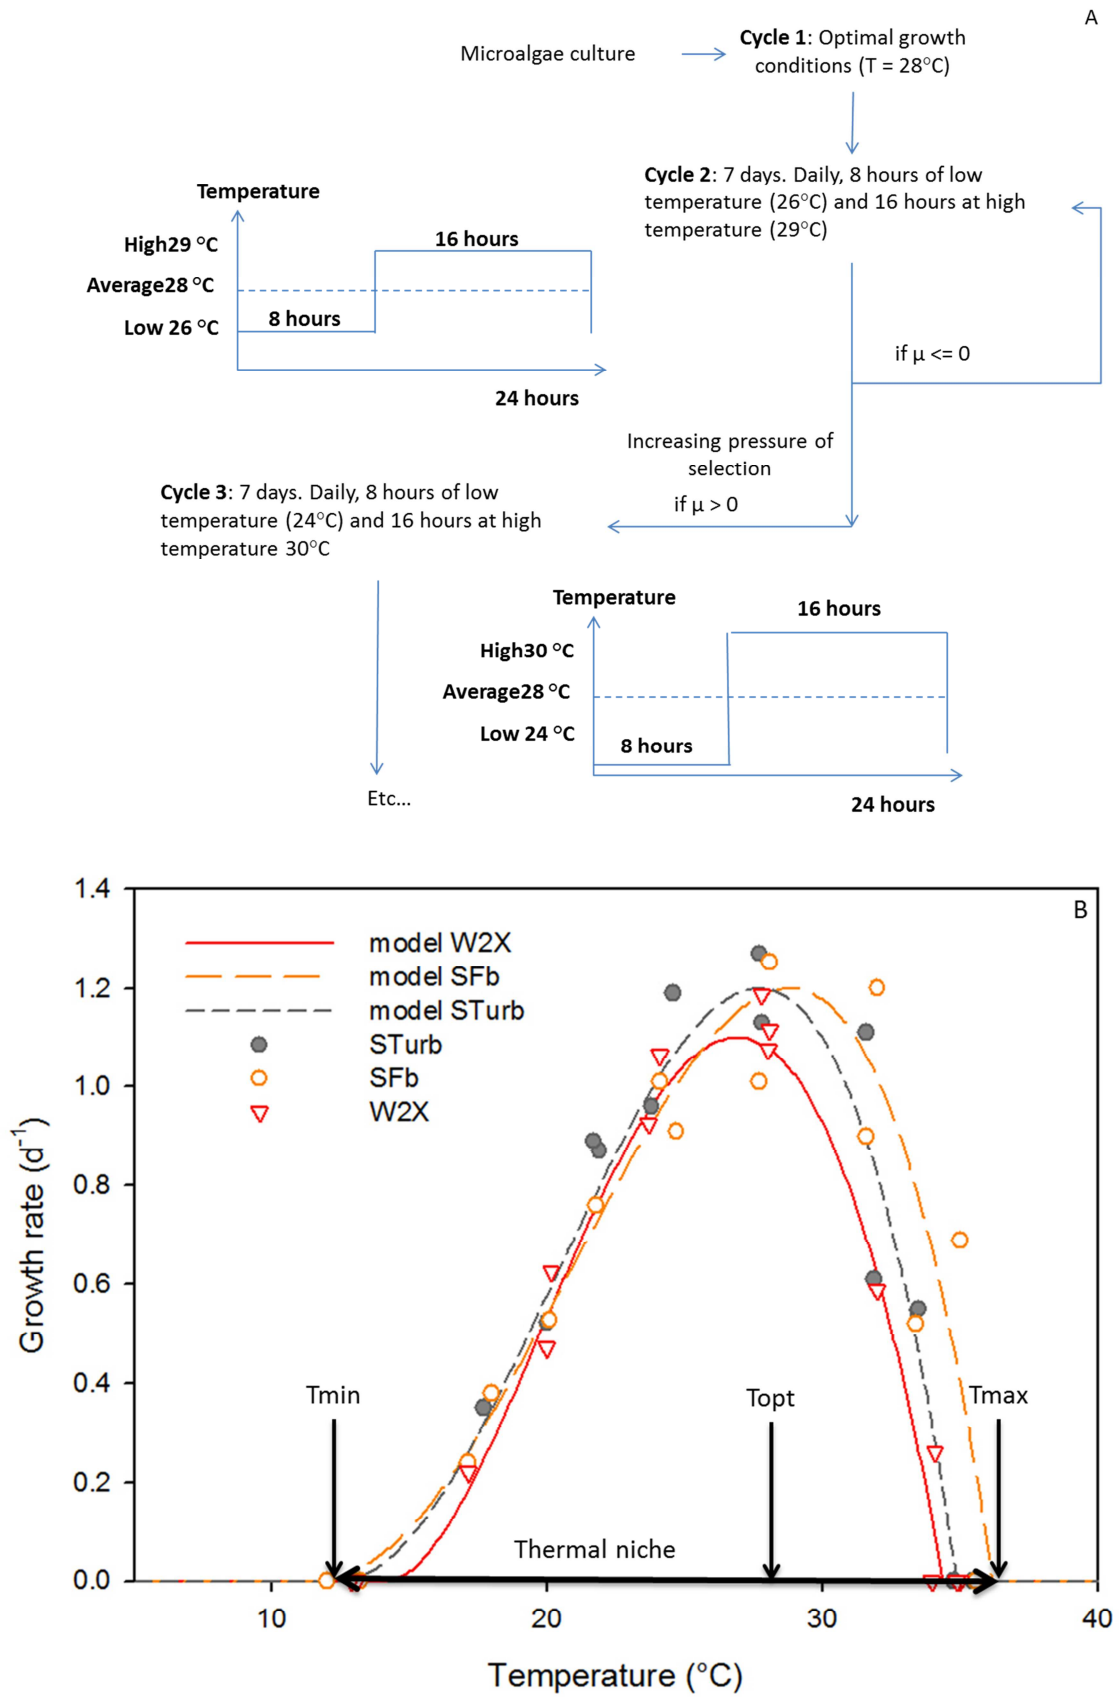 A
Microalgae culture
Cycle 1: Optimal growth
conditions (T = 28°C)
Cycle 2: 7 days. Daily, 8 hours of low
temperature (26°C) and 16 hours at high
temperature (29°C)
Temperature
High29 °C
16 hours
Average28 °C
Low 26 °C
8 hours
24 hours
if µ <= 0
Increasing pressure of
selection
if µ > 0
Cycle 3: 7 days. Daily, 8 hours of low
temperature (24°C) and 16 hours at high
temperature 30°C
Temperature
16 hours
High30 °C
Average28 °C
Low 24 °C
8 hours
24 hours
Etc...
B
1.4
1.2
1.0
0.8
0.6
0.4
0.2
0.0
Growth rate (d⁻¹)
model W2X
model SFb
model STurb
STurb
SFb
W2X
Tmin
Topt
Tmax
Thermal niche
10
20
30
40
Temperature (°C)